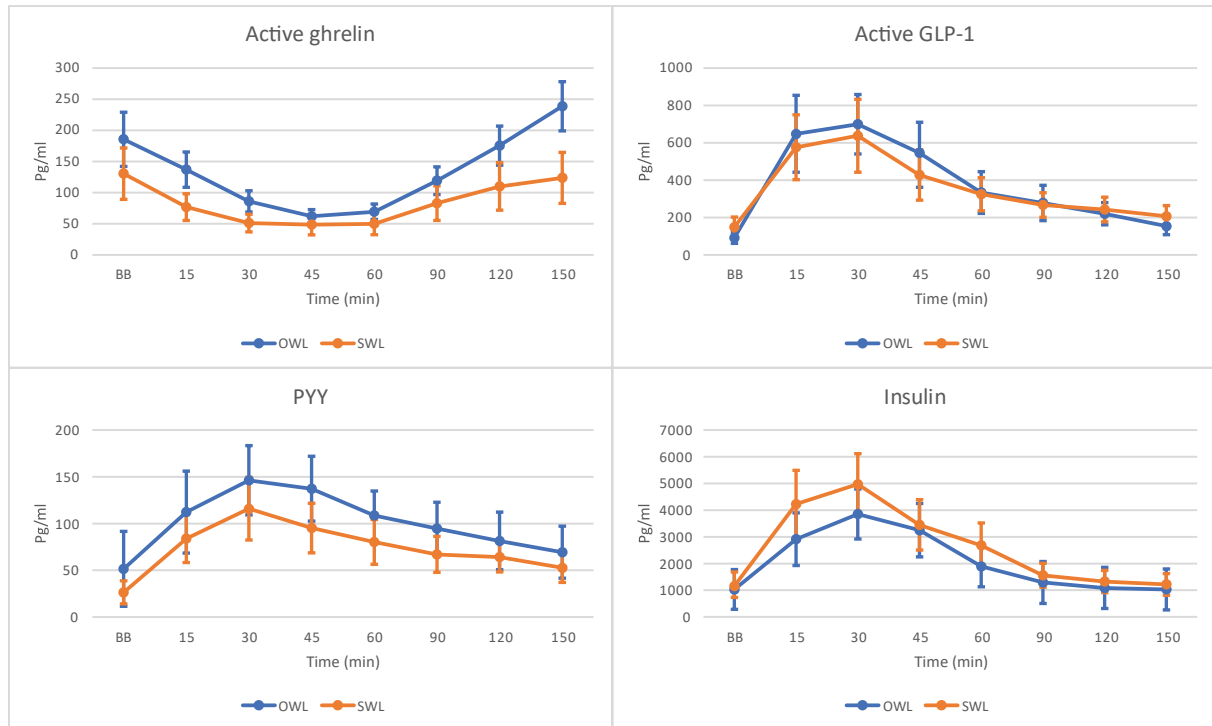 Active ghrelin
300
250
200
150
100
50
0
Pg/ml
BB 15 30 45 60 90 120 150
Time (min)
OWL SWL
Active GLP-1
1000
800
600
400
200
0
Pg/ml
BB 15 30 45 60 90 120 150
Time (min)
OWL SWL
PYY
200
150
100
50
0
Pg/ml
BB 15 30 45 60 90 120 150
Time (min)
OWL SWL
Insulin
7000
6000
5000
4000
3000
2000
1000
0
Pg/ml
BB 15 30 45 60 90 120 150
Time (min)
OWL SWL